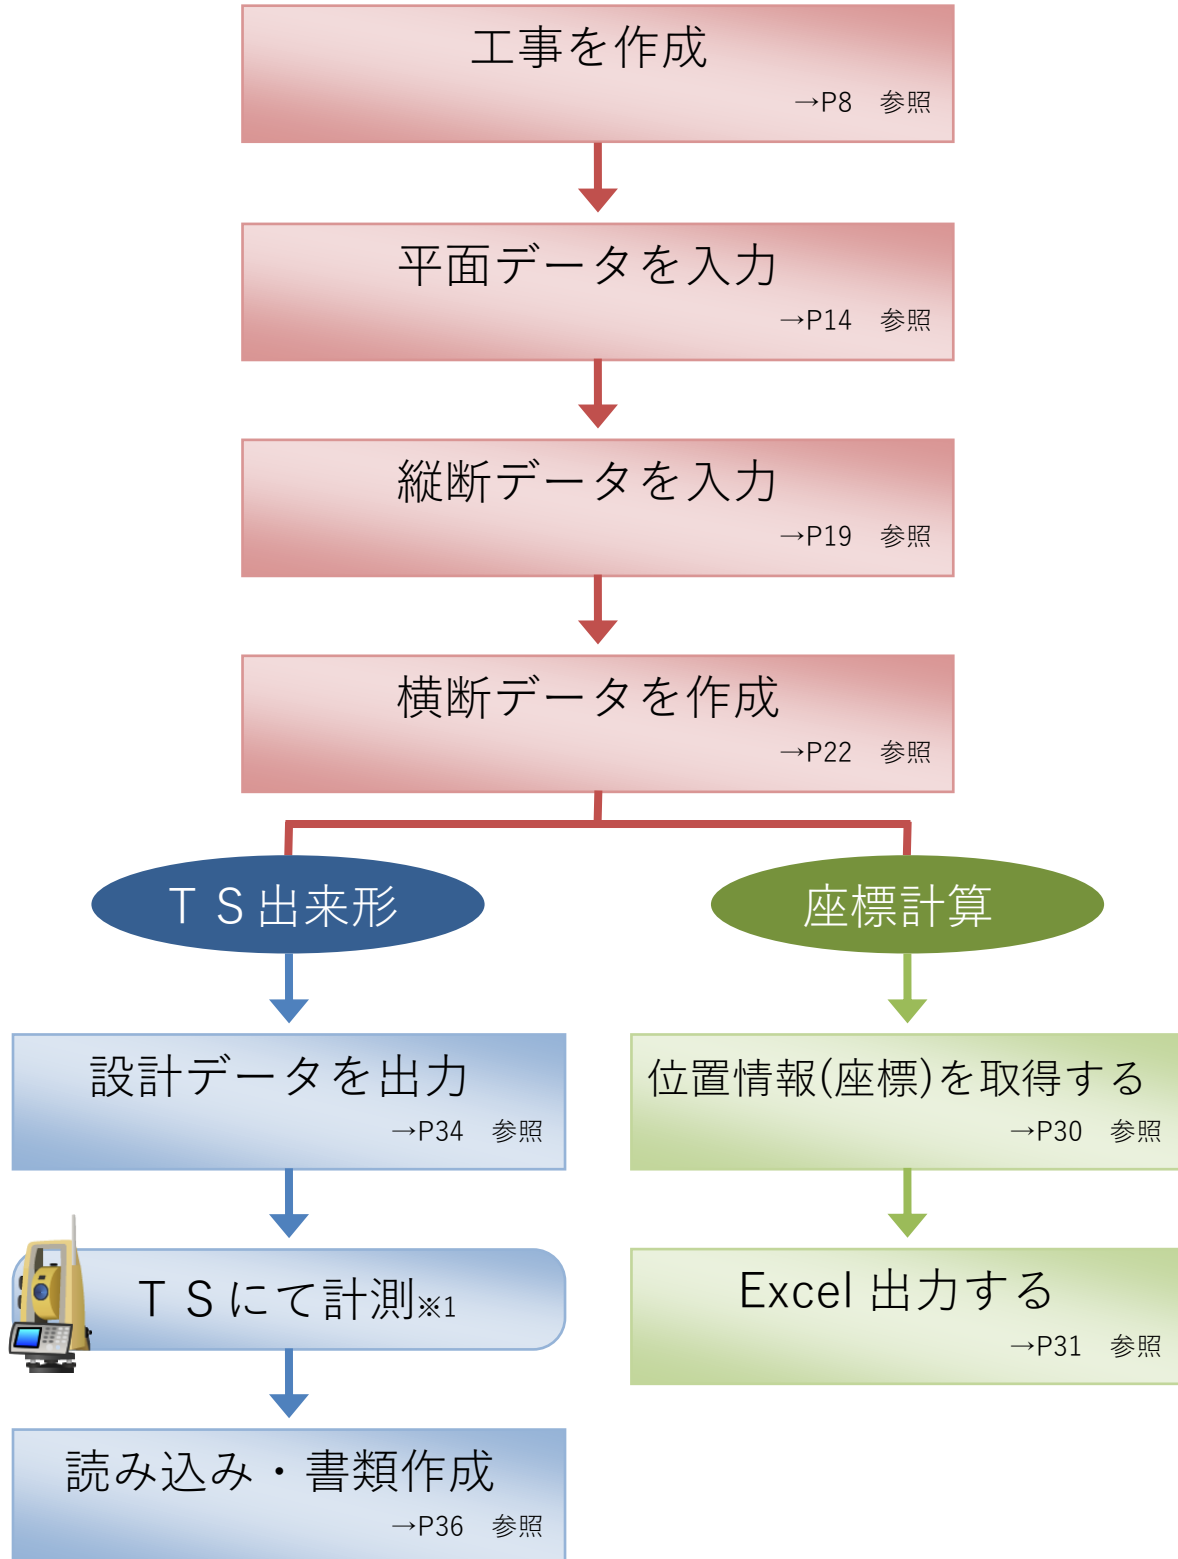 工事を作成
→P8　参照
平面データを入力
→P14　参照
縦断データを入力
→P19　参照
横断データを作成
→P22　参照
ＴＳ出来形
設計データを出力
→P34　参照
ＴＳにて計測※1
読み込み・書類作成
→P36　参照
座標計算
位置情報(座標)を取得する
→P30　参照
Excel 出力する
→P31　参照